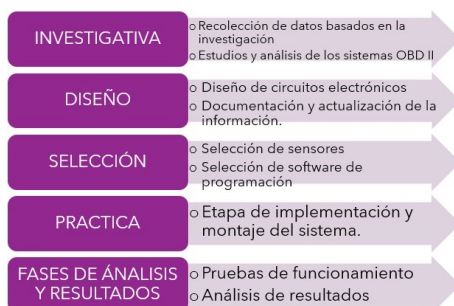 INVESTIGATIVA
o Recolección de datos basados en la
investigación
o Estudios y análisis de los sistemas OBD II
DISEÑO
o Diseño de circuitos electrónicos
o Documentación y actualización de la
información.
SELECCIÓN
o Selección de sensores
o Selección de software de
programación
PRACTICA
o Etapa de implementación y
montaje del sistema.
FASES DE ÁNALISIS
Y RESULTADOS
o Pruebas de funcionamiento
o Análisis de resultados